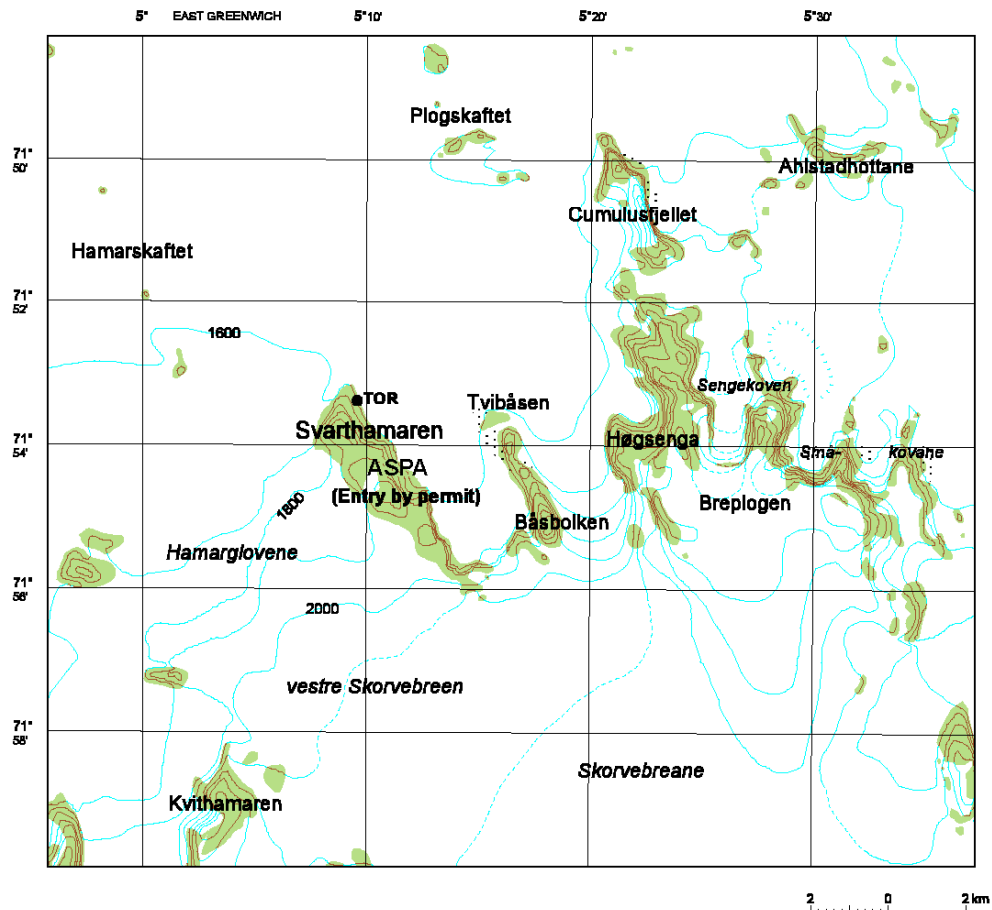 5° EAST GREENWICH 5°10' 5°20' 5°30'
Plogskaftet
71°
50'
Ahlstadhottane
Cumulusfjellet
Hamarskaftet
71°
52'
1600
Sengekoven
TOR
Tvibåsen
Svarthamaren
Høgsenga
71°
54'
Små-
kovane
ASPA
(Entry by permit)
1800
Breplogen
Båsbolken
Hamarglovene
71°
56'
2000
vestre Skorvebreen
71°
58'
Skorvebreane
Kvithamaren
2 0 2 km